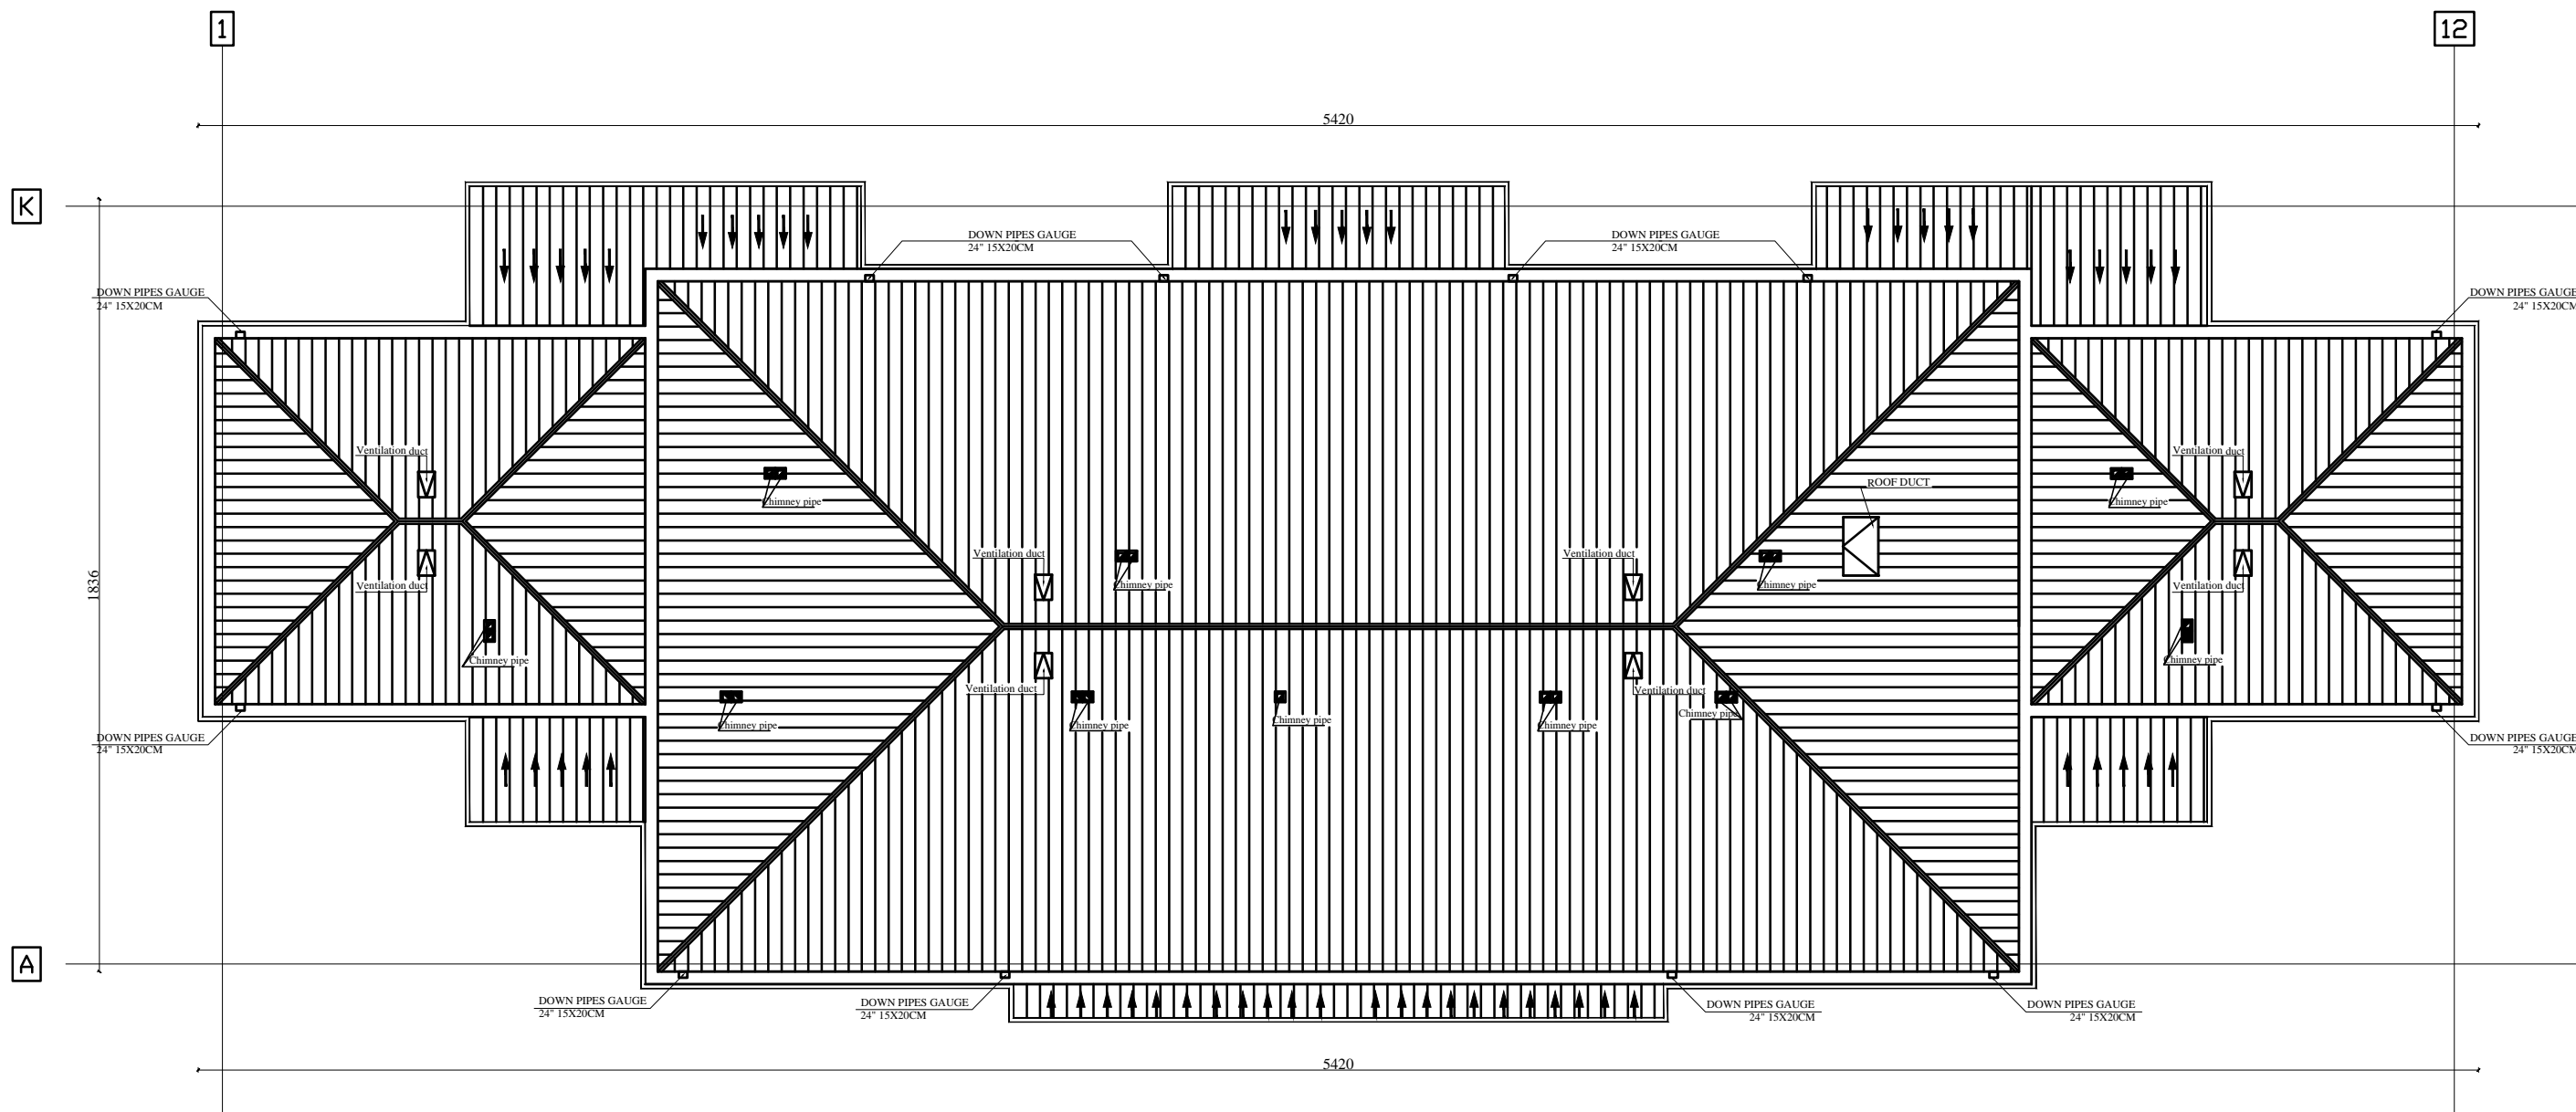 1
12
5420
K
DOWN PIPES GAUGE
24" 15X20CM
DOWN PIPES GAUGE
24" 15X20CM
DOWN PIPES GAUGE
24" 15X20CM
DOWN PIPES GAUGE
24" 15X20CM
Ventilation duct
Ventilation duct
Chimney pipe
ROOF DUCT
Chimney pipe
Ventilation duct
Ventilation duct
1836
Ventilation duct
Chimney pipe
Chimney pipe
Ventilation duct
Chimney pipe
Chimney pipe
Ventilation duct
Ventilation duct
Chimney pipe
Chimney pipe
Chimney pipe
Chimney pipe
Chimney pipe
DOWN PIPES GAUGE
24" 15X20CM
DOWN PIPES GAUGE
24" 15X20CM
A
DOWN PIPES GAUGE
24" 15X20CM
DOWN PIPES GAUGE
24" 15X20CM
DOWN PIPES GAUGE
24" 15X20CM
DOWN PIPES GAUGE
24" 15X20CM
5420